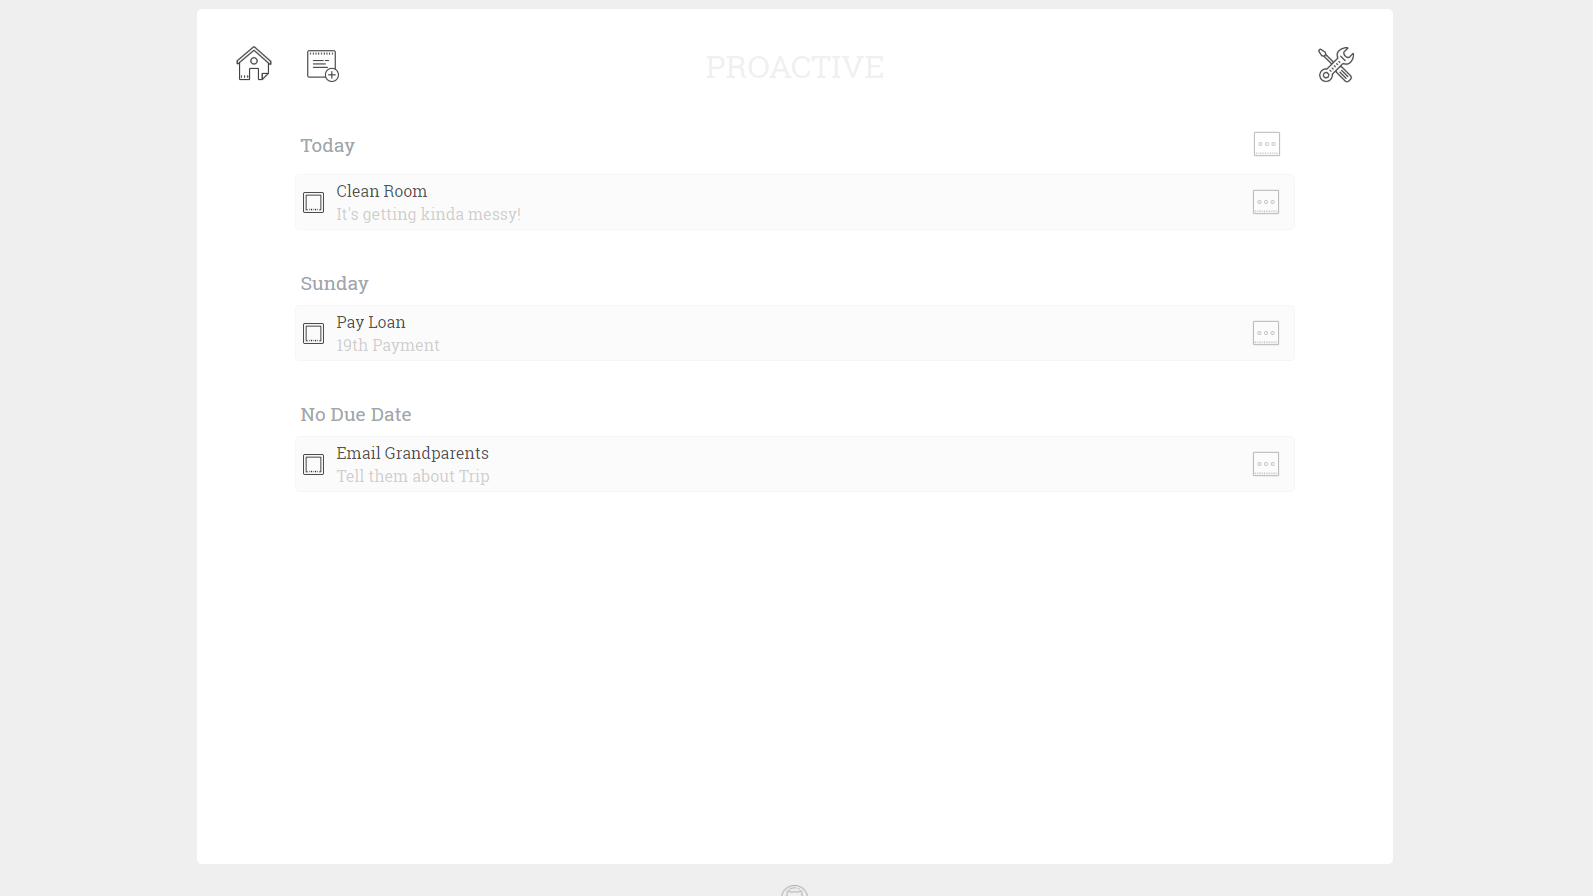 PROACTIVE
Today
Clean Room
It's getting kinda messy!
Sunday
Pay Loan
19th Payment
No Due Date
Email Grandparents
Tell them about Trip